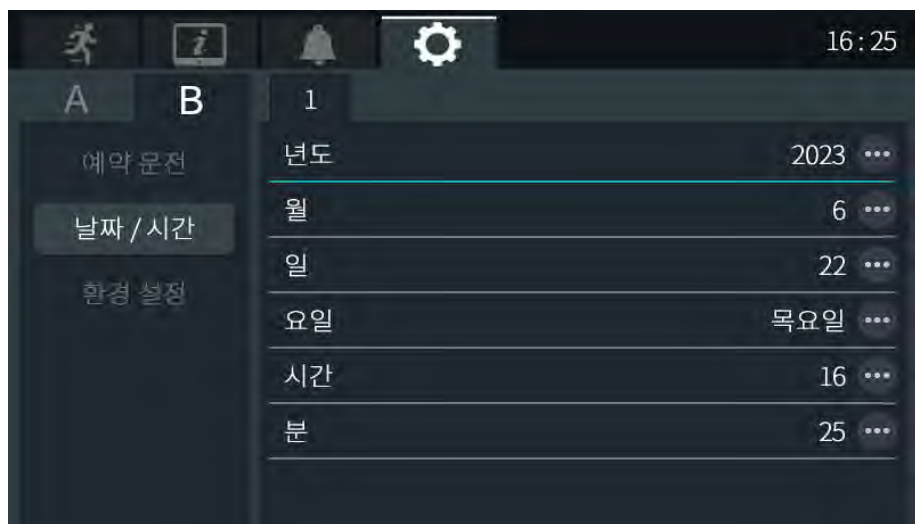 i
16:25
A B 1
예약 운전
날짜 / 시간
환경 설정
년도 2023
월 6
일 22
요일 목요일
시간 16
분 25